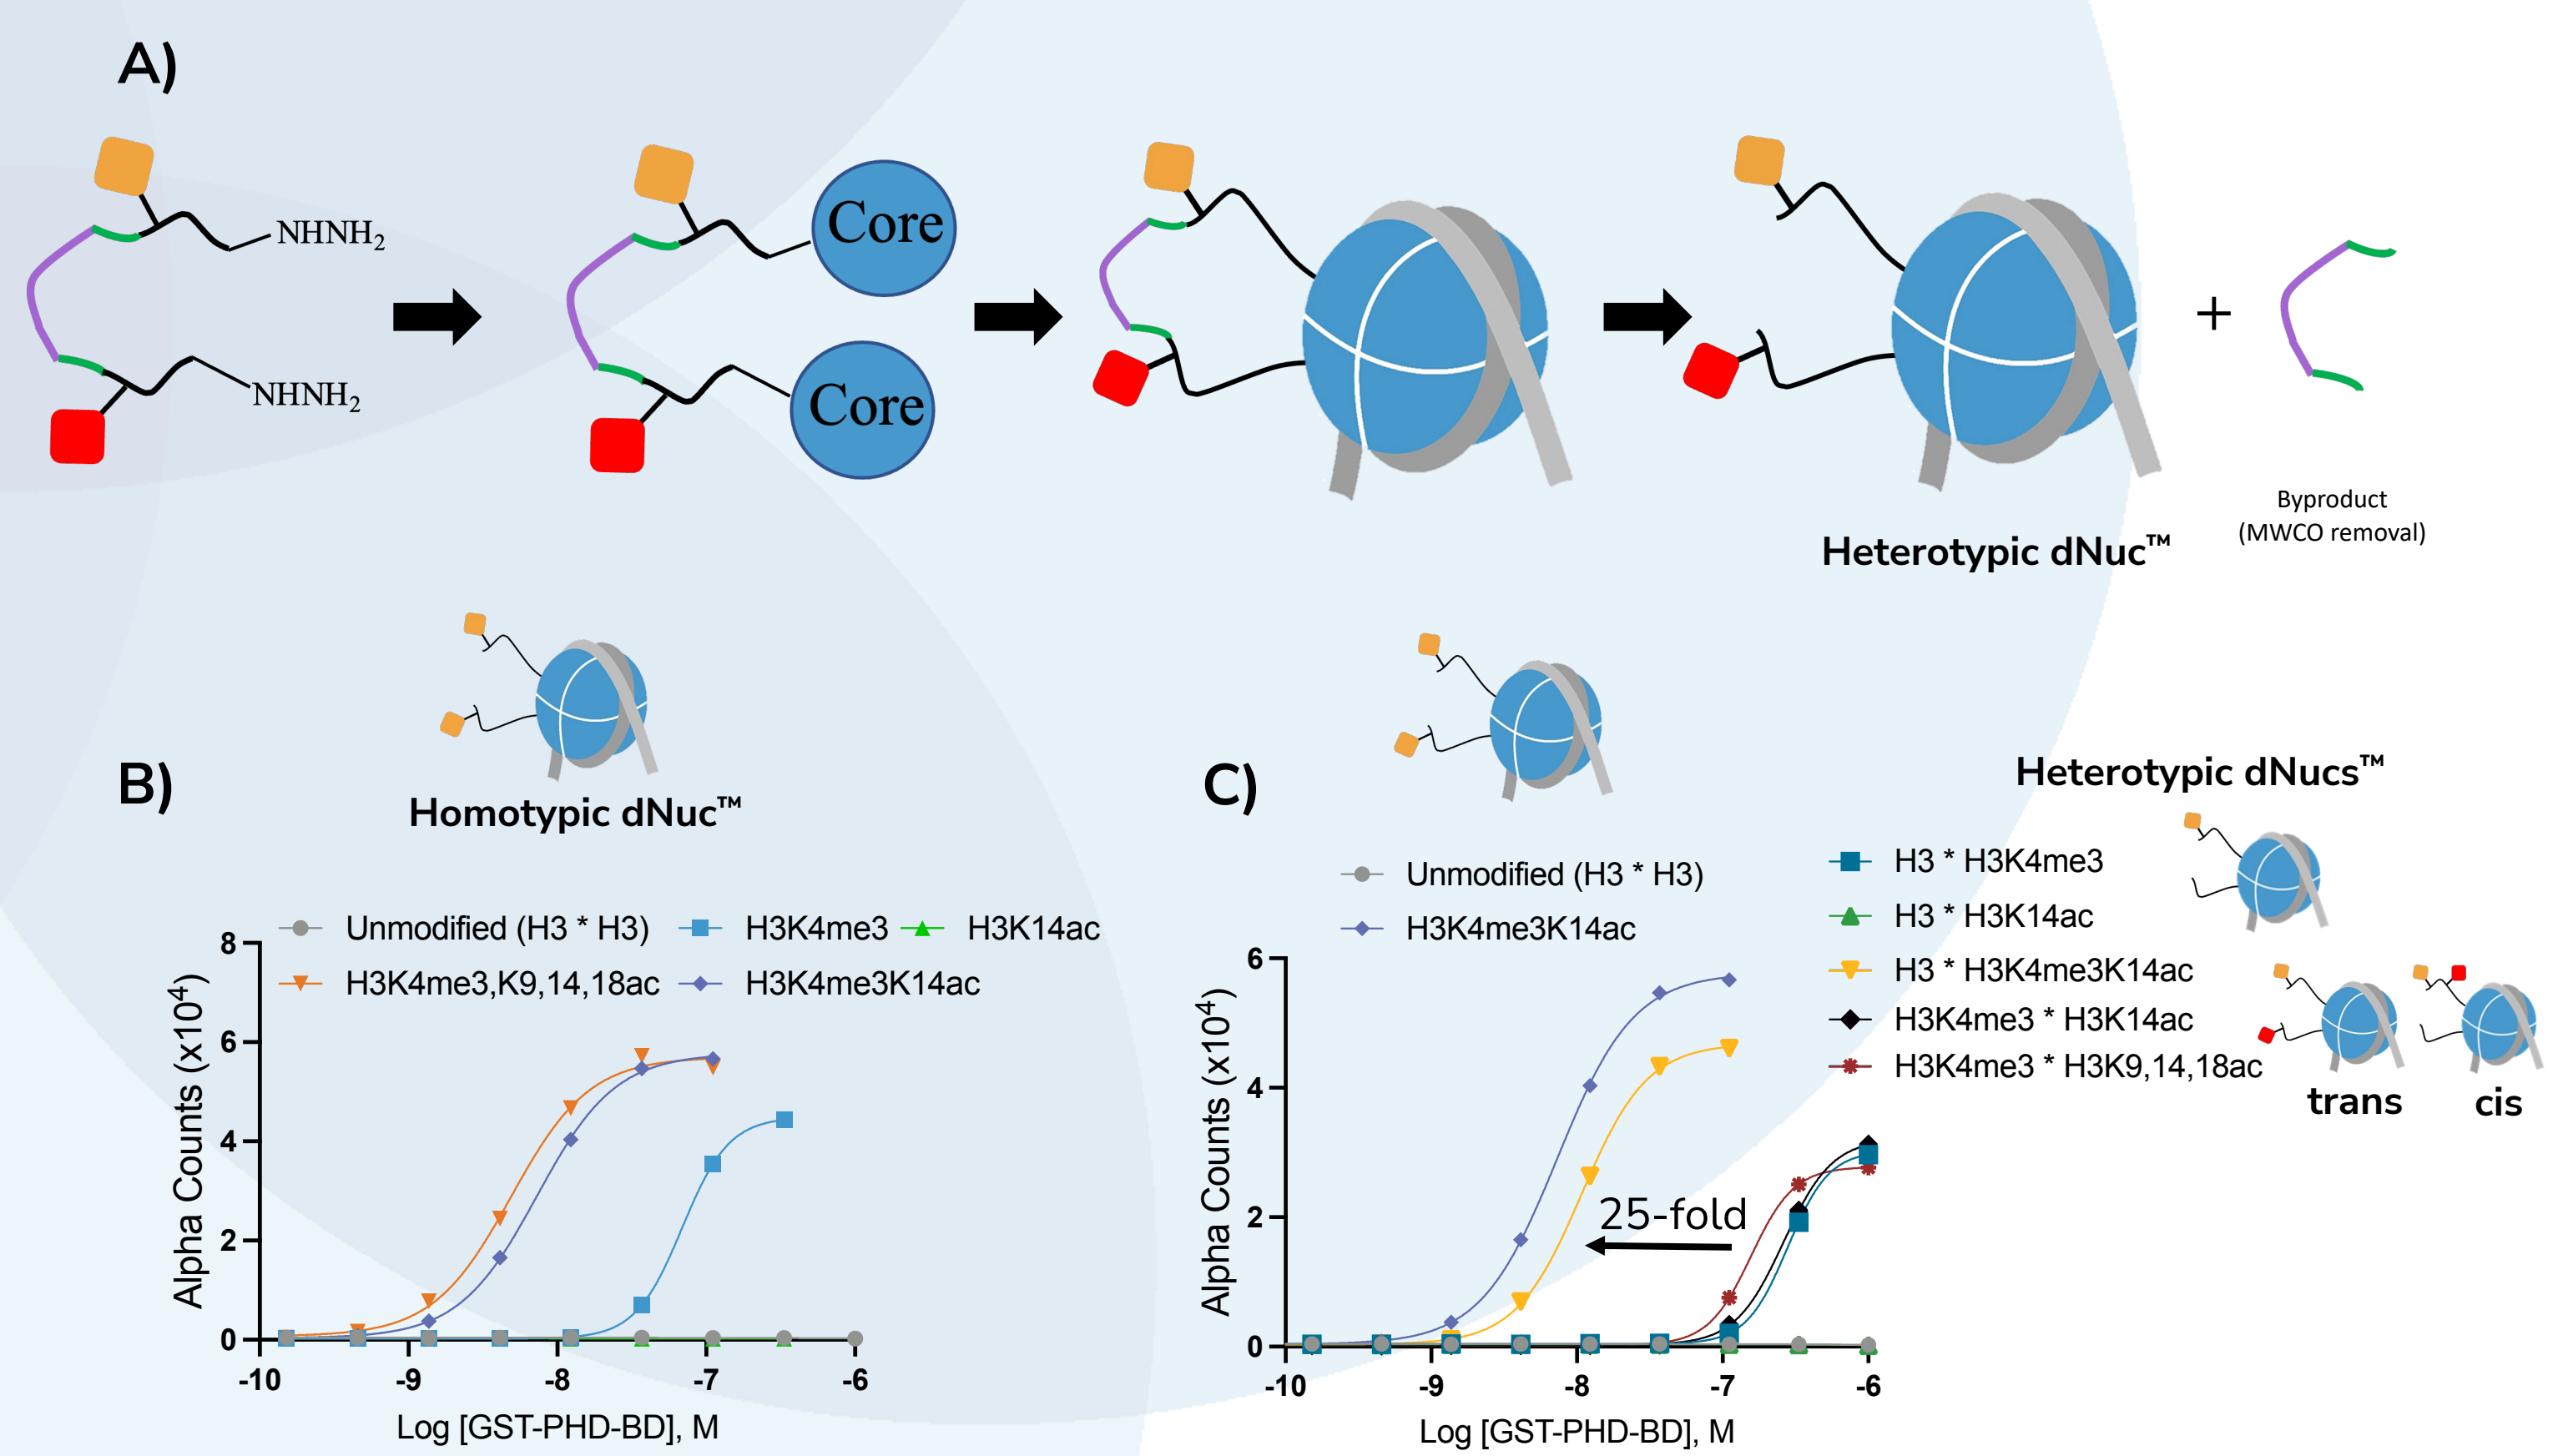 A)
NHNH₂
NHNH₂
Core
Core
Heterotypic dNuc™
+
Byproduct
(MWCO removal)
B)
Homotypic dNuc™
Unmodified (H3 * H3)
H3K4me3
H3K14ac
H3K4me3,K9,14,18ac
H3K4me3K14ac
Alpha Counts (x10⁴)
8
6
4
2
0
-10
-9
-8
-7
-6
Log [GST-PHD-BD], M
C)
Unmodified (H3 * H3)
H3K4me3K14ac
Heterotypic dNucs™
H3 * H3K4me3
H3 * H3K14ac
H3 * H3K4me3K14ac
H3K4me3 * H3K14ac
H3K4me3 * H3K9,14,18ac
trans
cis
Alpha Counts (x10⁴)
6
4
2
0
25-fold
-10
-9
-8
-7
-6
Log [GST-PHD-BD], M